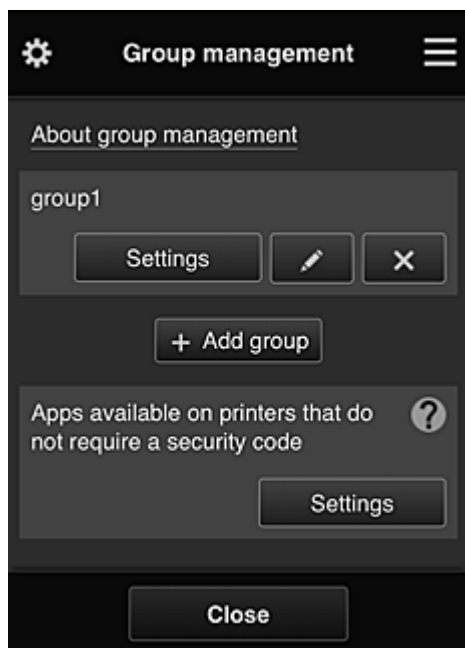 Group management
About group management
group1
Settings
+ Add group
Apps available on printers that do
not require a security code
?
Settings
Close